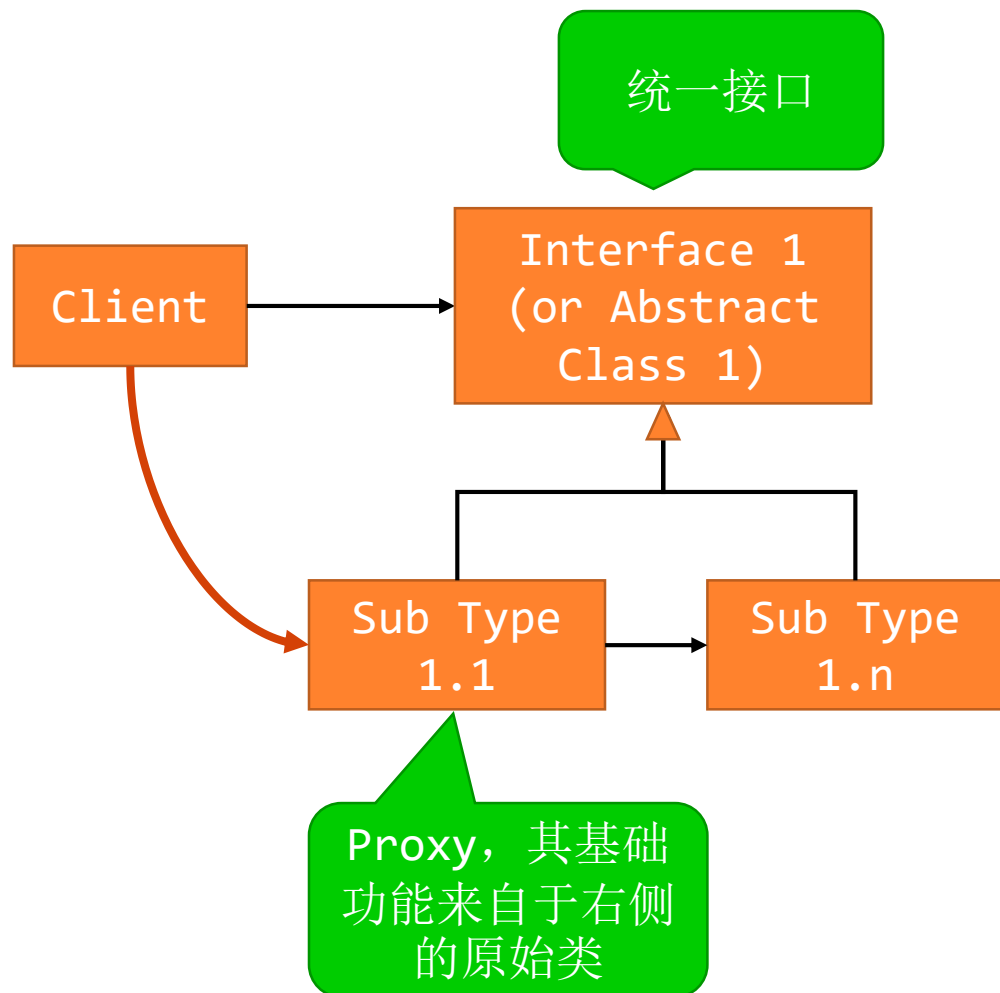 统一接口
Interface 1
(or Abstract
Class 1)
Client
Sub Type
1.1
Sub Type
1.n
Proxy，其基础
功能来自于右侧
的原始类